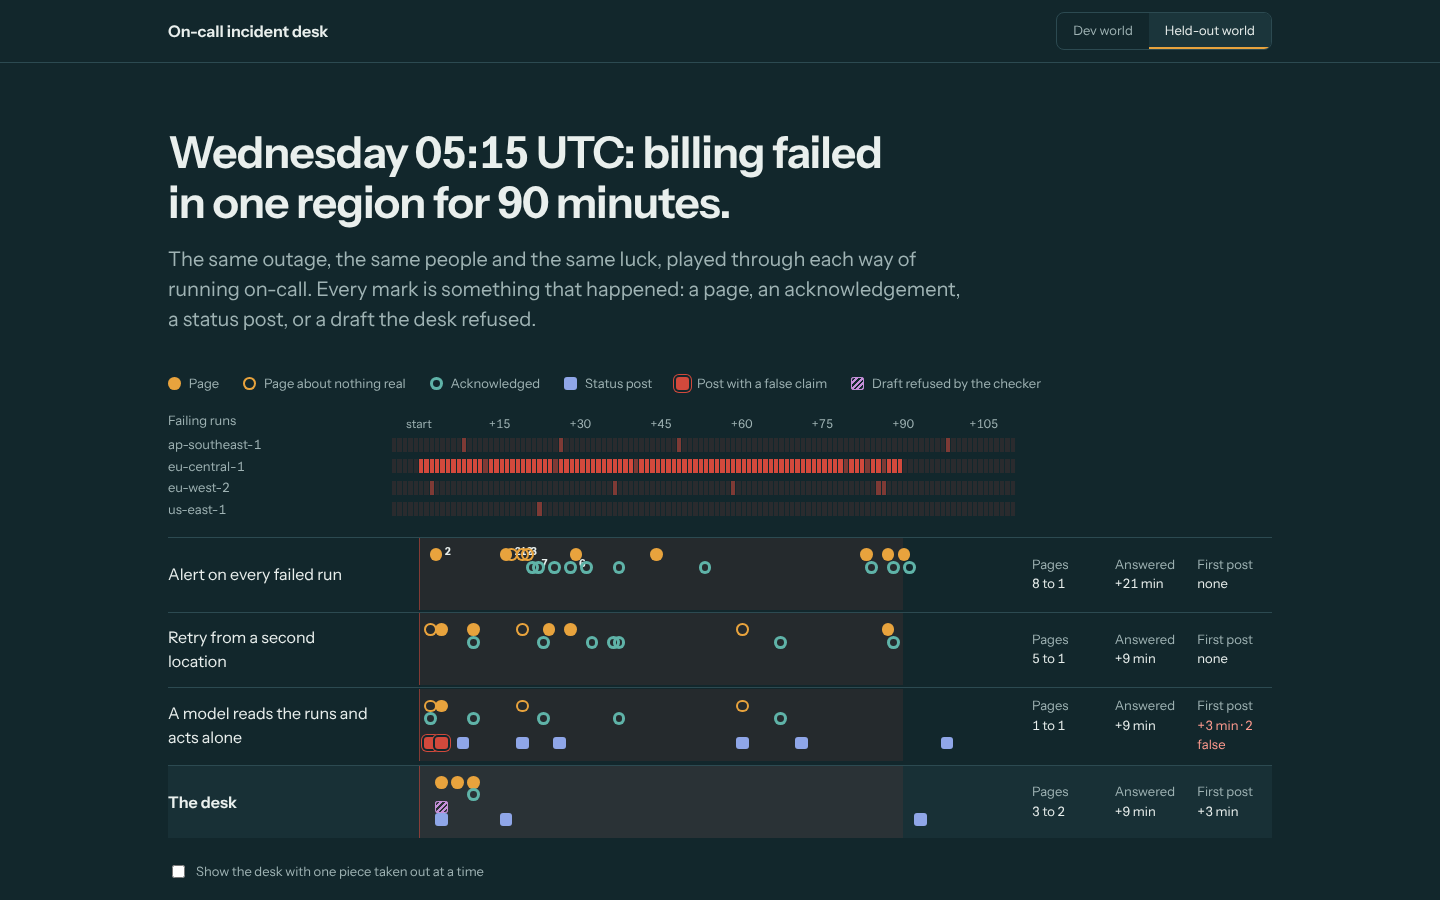 On-call incident desk
Dev world
Held-out world
Wednesday 05:15 UTC: billing failed
in one region for 90 minutes.
The same outage, the same people and the same luck, played through each way of
running on-call. Every mark is something that happened: a page, an acknowledgement,
a status post, or a draft the desk refused.
Page
Page about nothing real
Acknowledged
Status post
Post with a false claim
Draft refused by the checker
Failing runs
start
+15
+30
+45
+60
+75
+90
+105
ap-southeast-1
eu-central-1
eu-west-2
us-east-1
Alert on every failed run
2
7
Pages
8 to 1
Answered
+21 min
First post
none
Retry from a second
location
Pages
5 to 1
Answered
+9 min
First post
none
A model reads the runs and
acts alone
Pages
1 to 1
Answered
+9 min
First post
+3 min · 2
false
The desk
Pages
3 to 2
Answered
+9 min
First post
+3 min
Show the desk with one piece taken out at a time